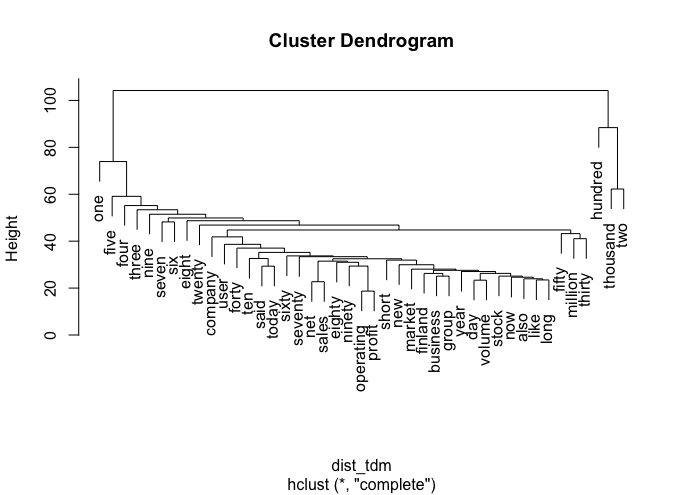 Cluster Dendrogram
Height
0
20
40
60
80
100
one
five
four
three
nine
seven
six
eight
twenty
company
user
forty
ten
said
today
sixty
seventy
net
sales
eighty
ninety
operating
profit
short
new
market
finland
business
group
year
day
volume
stock
now
also
like
long
fifty
million
thirty
hundred
thousand
two
dist_tdm
hclust (*, "complete")